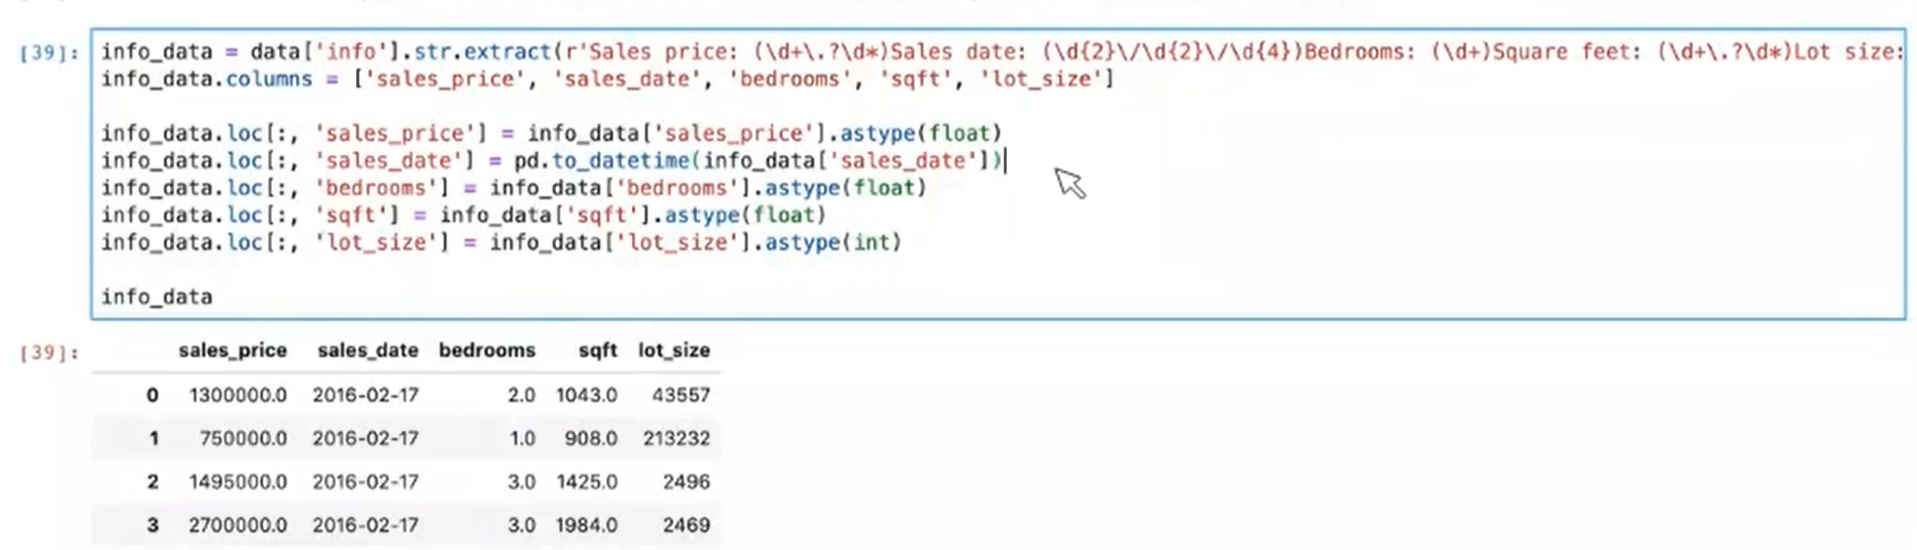 [39]: info_data = data['info'].str.extract(r'Sales price: (\d+\.?\d*)Sales date: (\d{2}\/\d{2}\/\d{4})Bedrooms: (\d+)Square feet: (\d+\.?\d*)Lot size:
info_data.columns = ['sales_price', 'sales_date', 'bedrooms', 'sqft', 'lot_size']
info_data.loc[:, 'sales_price'] = info_data['sales_price'].astype(float)
info_data.loc[:, 'sales_date'] = pd.to_datetime(info_data['sales_date'])
info_data.loc[:, 'bedrooms'] = info_data['bedrooms'].astype(float)
info_data.loc[:, 'sqft'] = info_data['sqft'].astype(float)
info_data.loc[:, 'lot_size'] = info_data['lot_size'].astype(int)
info_data
[39]: sales_price sales_date bedrooms sqft lot_size
0 1300000.0 2016-02-17 2.0 1043.0 43557
1 750000.0 2016-02-17 1.0 908.0 213232
2 1495000.0 2016-02-17 3.0 1425.0 2496
3 2700000.0 2016-02-17 3.0 1984.0 2469